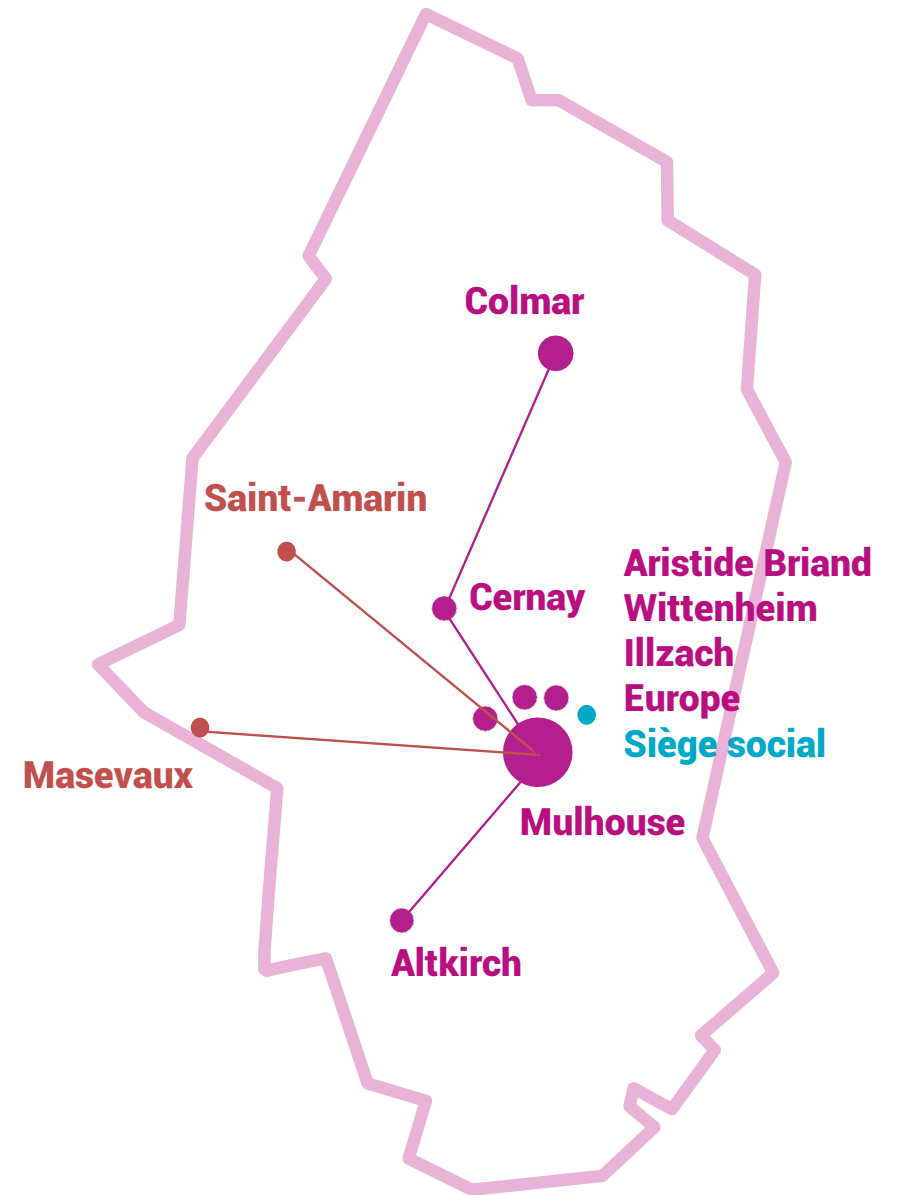 Colmar
Saint-Amarin
Aristide Briand
Cernay
Wittenheim
Illzach
Europe
Siège social
Masevaux
Mulhouse
Altkirch